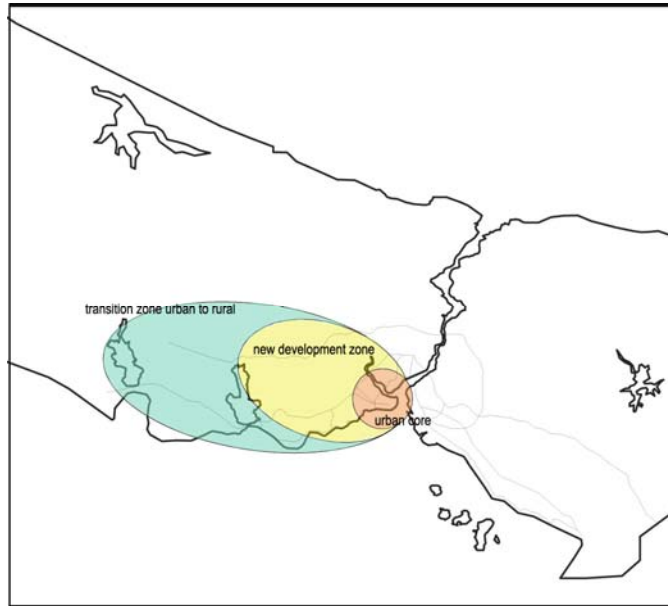 transition zone urban to rural
new development zone
urban core